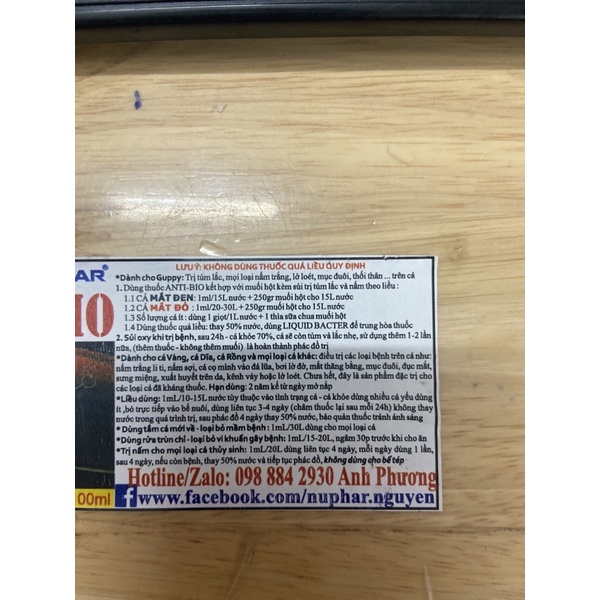 LƯU Ý: KHÔNG DÙNG THUỐC QUÁ LIỀU QUY ĐỊNH
AR®
*Dành cho Guppy: Trị túm lắc, mọi loại nấm trắng, lở loét, mục đuôi, thối thân ... trên cá
1. Dùng thuốc ANTI-BIO kết hợp với muối hột kèm sủi trị túm lắc và nấm theo liều:
1.1 CÁ MẮT ĐEN: 1ml/15L nước + 250gr muối hột cho 15L nước
IO
1.2 CÁ MẮT ĐỎ: 1ml/20-30L + 250gr muối hột cho 15L nước
1.3 Số lượng cá ít: dùng 1 giọt/1L nước + 1 thìa sữa chua muối hột
1.4 Dùng thuốc quá liều: thay 50% nước, dùng LIQUID BACTER để trung hòa thuốc
2. Sủi oxy khi trị bệnh, sau 24h - cá khỏe 70%, cá sẽ còn túm và lắc nhẹ, sử dụng thêm 1-2 lần
nữa, (thêm thuốc - không thêm muối) là hoàn thành phác đồ trị
*Dành cho cá Vàng, cá Dĩa, cá Rồng và mọi loại cá khác: điều trị các loại bệnh trên cá như:
nấm trắng li ti, nấm sợi, cá cọ mình vào đá lũa, bơi lờ đờ, mất thăng bằng, mục đuôi, đục mắt,
sưng miệng, xuất huyết trên da, kênh vảy hoặc lở loét. Chưa hết, đây là sản phẩm đặc trị cho
các loại cá đã kháng thuốc. Hạn dùng: 2 năm kể từ ngày mở nắp
*Liều dùng: 1mL/10-15L nước tùy thuộc vào tình trạng cá - cá khỏe dùng nhiều cá yếu dùng
ít, bỏ trực tiếp vào bể nuôi, dùng liên tục 3-4 ngày (châm thuốc lại sau mỗi 24h) không thay
nước trong quá trình trị, sau phác đồ 4 ngày thay 50% nước, bảo quản thuốc tránh ánh sáng
*Dùng tắm cá mới về - loại bỏ mầm bệnh: 1mL/30L dùng cho mọi loại cá
*Dùng rửa trùn chỉ - loại bỏ vi khuẩn gây bệnh: 1mL/15-20L, ngâm 30p trước khi cho ăn
*Trị nấm cho mọi loại cá thủy sinh: 1mL/20L dùng liên tục 4 ngày, mỗi ngày dùng 1 lần,
sau 4 ngày, nếu còn bệnh, thay 50% nước và tiếp tục phác đồ, không dùng cho bể tép
Hotline/Zalo: 098 884 2930 Anh Phương
00ml
f www.facebook.com/nuphar.nguyen